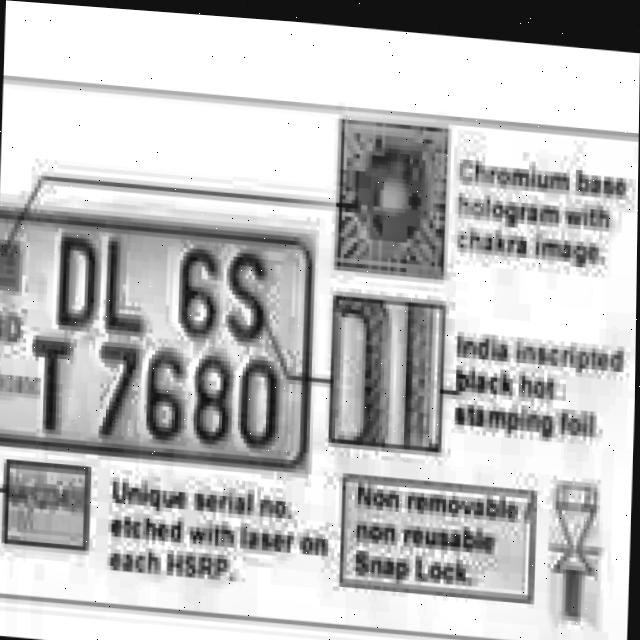 Chromium base
hologram with
chakra image.
DL 6S
T 7680
India inscripted
black hot
stamping foil.
Unique serial no.
etched with laser on
each HSRP.
Non removable
non reusable
Snap Lock.